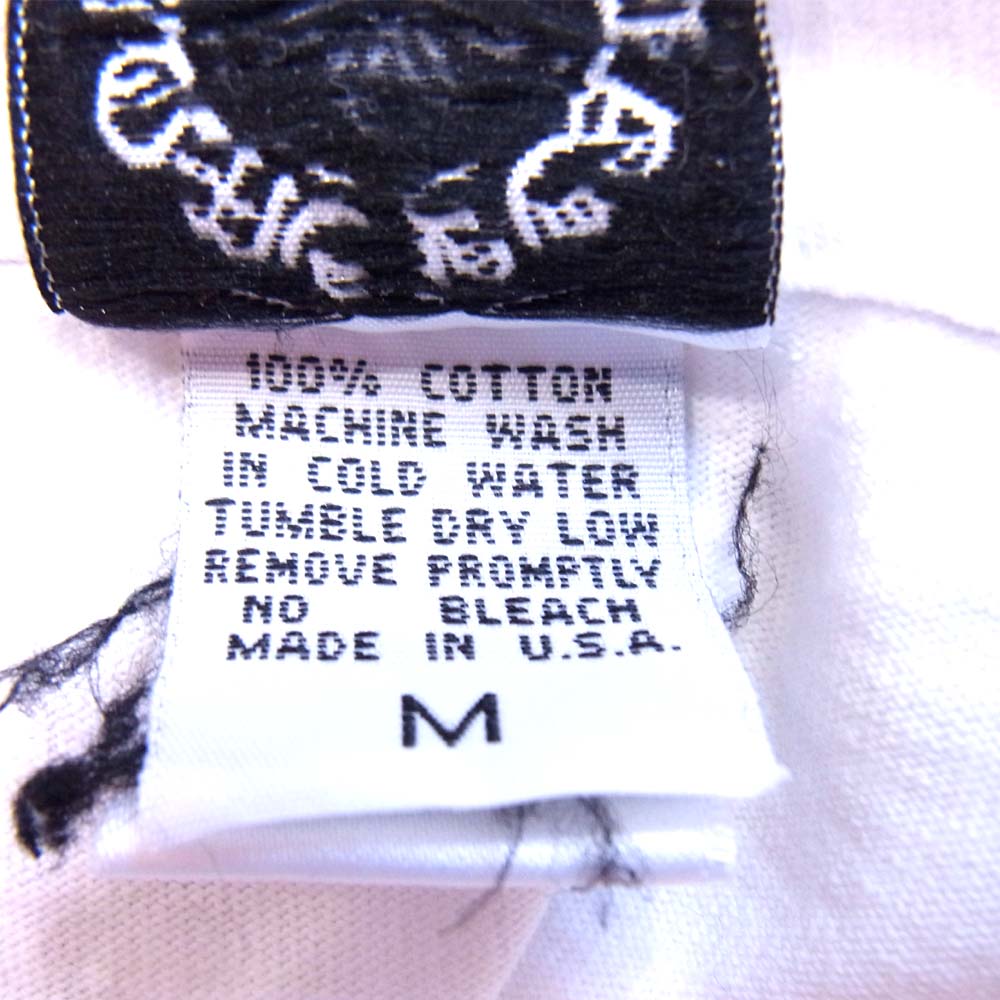 100% COTTON
MACHINE WASH
IN COLD WATER
TUMBLE DRY LOW
REMOVE PROMPTLY
NO BLEACH
MADE IN U.S.A.
M